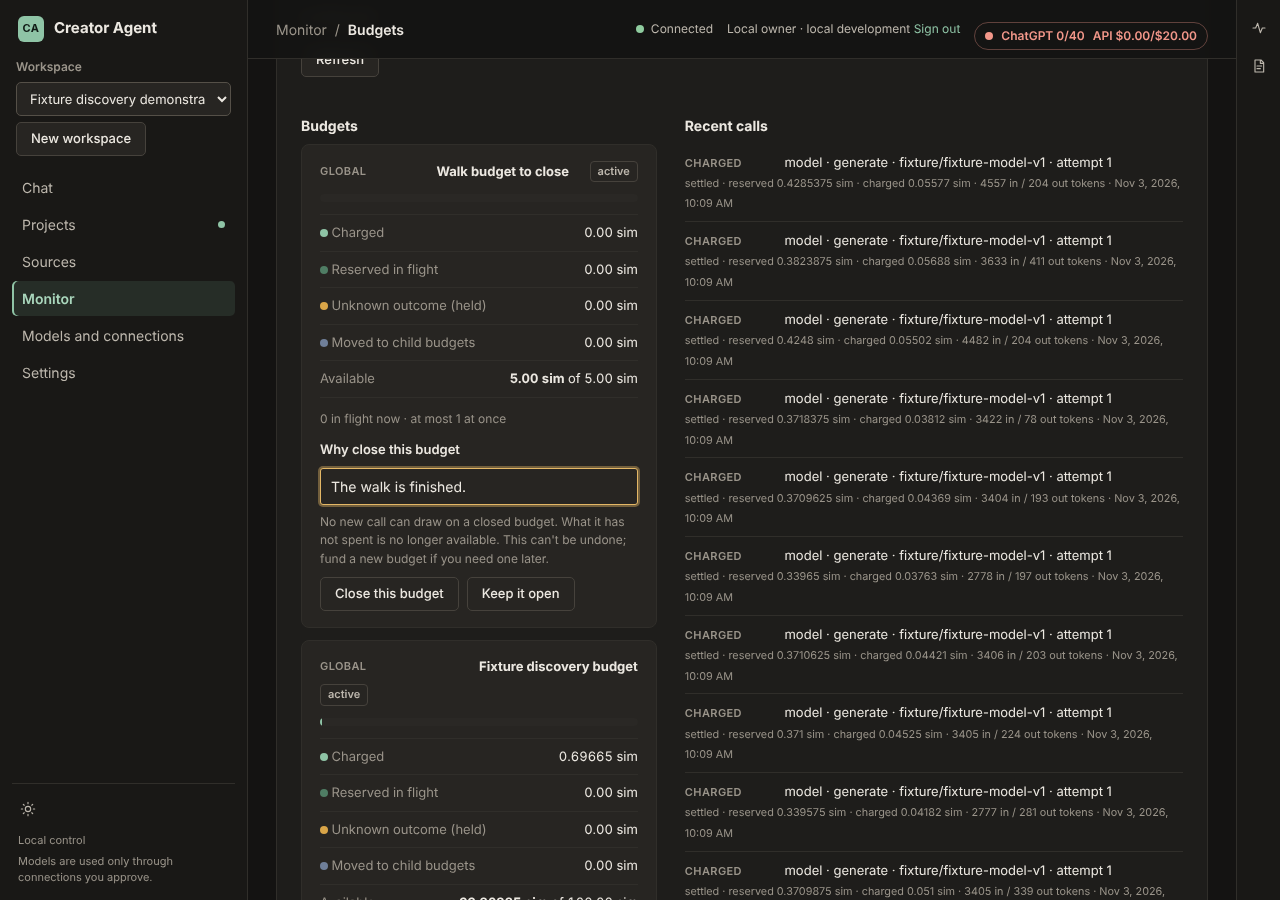 CA Creator Agent
Workspace
Fixture discovery demonstra
New workspace
Chat
Projects
Sources
Monitor
Models and connections
Settings
Local control
Models are used only through
connections you approve.
Monitor / Budgets
Connected Local owner · local development Sign out
ChatGPT 0/40 API $0.00/$20.00
Refresh
Budgets
GLOBAL Walk budget to close active
Charged 0.00 sim
Reserved in flight 0.00 sim
Unknown outcome (held) 0.00 sim
Moved to child budgets 0.00 sim
Available 5.00 sim of 5.00 sim
0 in flight now · at most 1 at once
Why close this budget
The walk is finished.
No new call can draw on a closed budget. What it has
not spent is no longer available. This can't be undone;
fund a new budget if you need one later.
Close this budget Keep it open
GLOBAL Fixture discovery budget
active
Charged 0.69665 sim
Reserved in flight 0.00 sim
Unknown outcome (held) 0.00 sim
Moved to child budgets 0.00 sim
Recent calls
CHARGED model · generate · fixture/fixture-model-v1 · attempt 1
settled · reserved 0.4285375 sim · charged 0.05577 sim · 4557 in / 204 out tokens · Nov 3, 2026,
10:09 AM
CHARGED model · generate · fixture/fixture-model-v1 · attempt 1
settled · reserved 0.3823875 sim · charged 0.05688 sim · 3633 in / 411 out tokens · Nov 3, 2026,
10:09 AM
CHARGED model · generate · fixture/fixture-model-v1 · attempt 1
settled · reserved 0.4248 sim · charged 0.05502 sim · 4482 in / 204 out tokens · Nov 3, 2026,
10:09 AM
CHARGED model · generate · fixture/fixture-model-v1 · attempt 1
settled · reserved 0.3718375 sim · charged 0.03812 sim · 3422 in / 78 out tokens · Nov 3, 2026,
10:09 AM
CHARGED model · generate · fixture/fixture-model-v1 · attempt 1
settled · reserved 0.3709625 sim · charged 0.04369 sim · 3404 in / 193 out tokens · Nov 3, 2026,
10:09 AM
CHARGED model · generate · fixture/fixture-model-v1 · attempt 1
settled · reserved 0.33965 sim · charged 0.03763 sim · 2778 in / 197 out tokens · Nov 3, 2026,
10:09 AM
CHARGED model · generate · fixture/fixture-model-v1 · attempt 1
settled · reserved 0.3710625 sim · charged 0.04421 sim · 3406 in / 203 out tokens · Nov 3, 2026,
10:09 AM
CHARGED model · generate · fixture/fixture-model-v1 · attempt 1
settled · reserved 0.371 sim · charged 0.04525 sim · 3405 in / 224 out tokens · Nov 3, 2026,
10:09 AM
CHARGED model · generate · fixture/fixture-model-v1 · attempt 1
settled · reserved 0.339575 sim · charged 0.04182 sim · 2777 in / 281 out tokens · Nov 3, 2026,
10:09 AM
CHARGED model · generate · fixture/fixture-model-v1 · attempt 1
settled · reserved 0.3709875 sim · charged 0.051 sim · 3405 in / 339 out tokens · Nov 3, 2026,